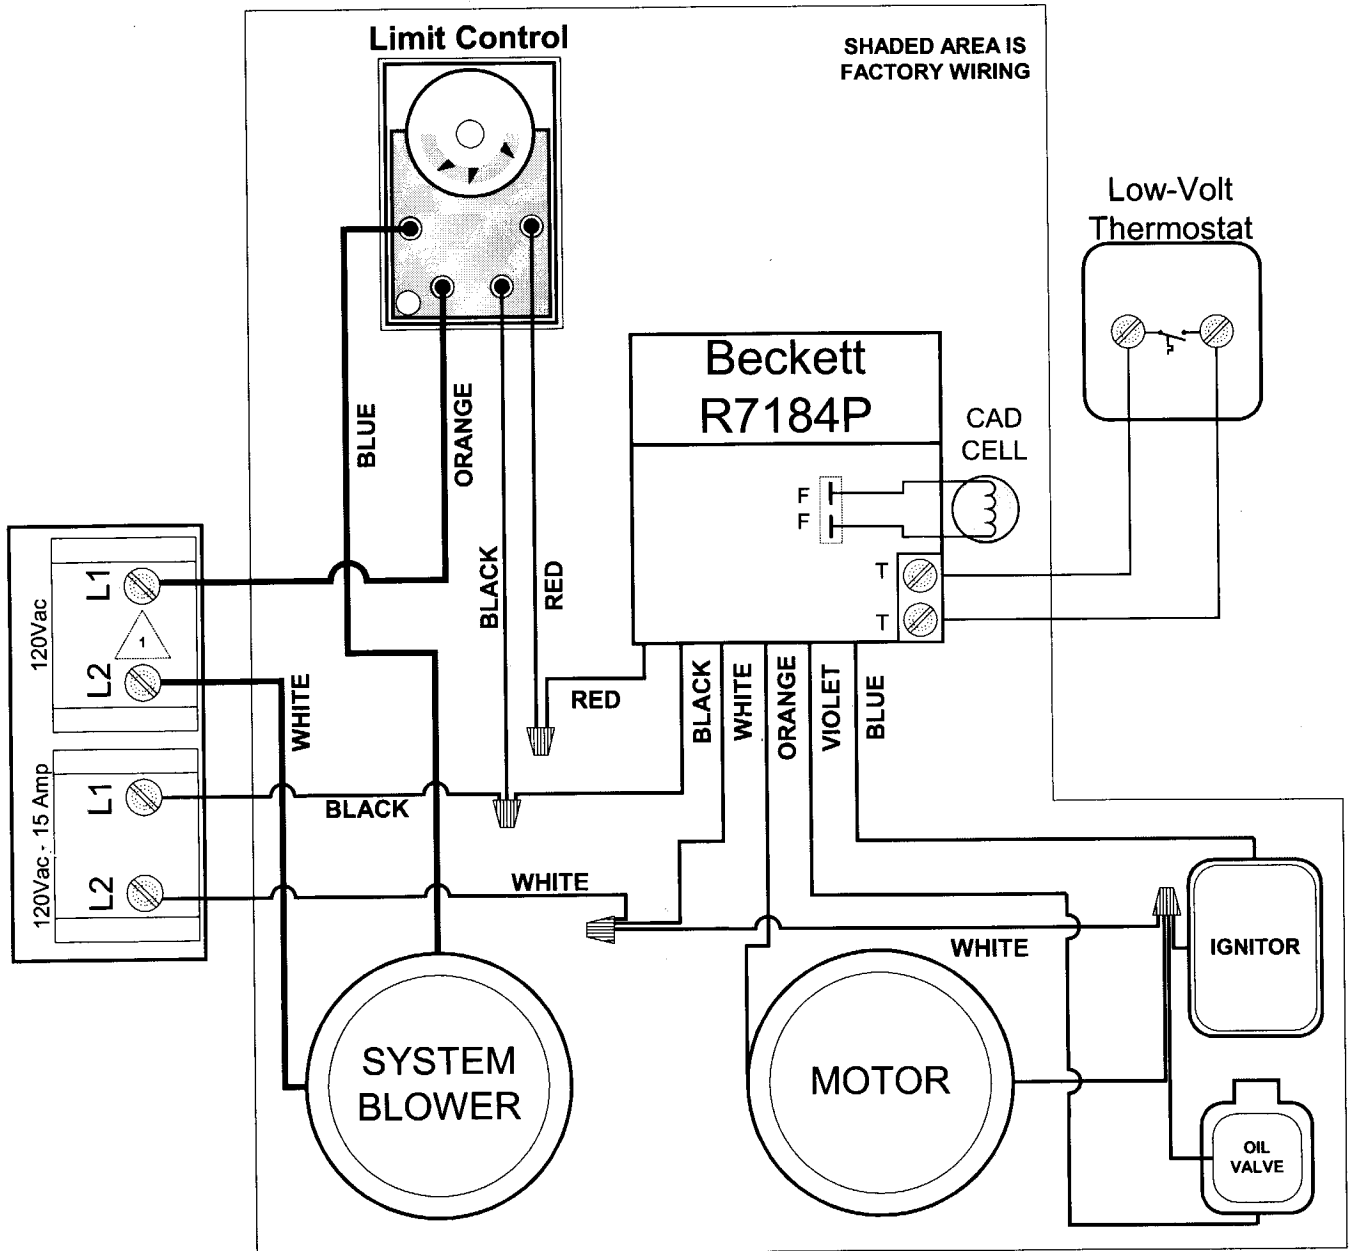 Limit Control
SHADED AREA IS
FACTORY WIRING
Low-Volt
Thermostat
Beckett
R7184P
CAD
CELL
F
F
T
T
BLUE
ORANGE
BLACK
RED
120Vac
L1
1
L2
WHITE
RED
BLACK
WHITE
ORANGE
VIOLET
BLUE
120Vac - 15 Amp
L1
BLACK
L2
WHITE
WHITE
IGNITOR
SYSTEM
BLOWER
MOTOR
OIL
VALVE